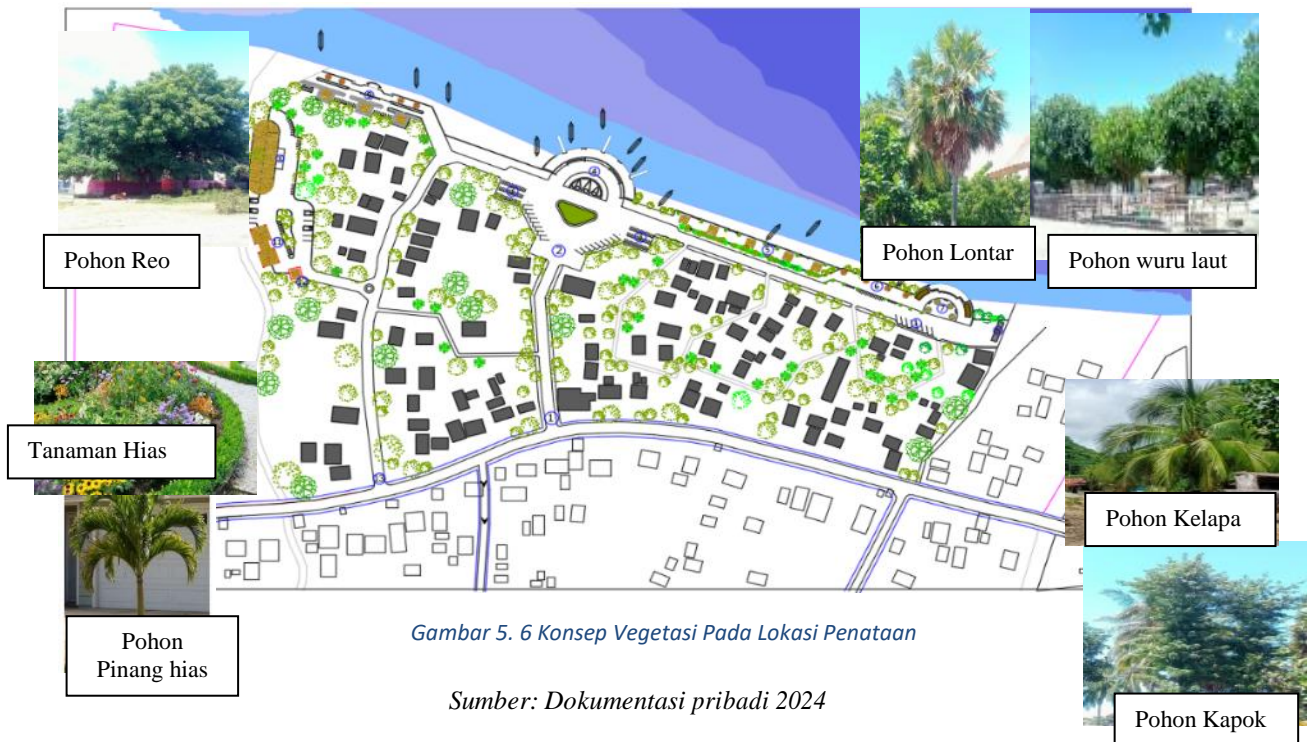 Pohon Reo
Pohon Lontar
Pohon wuru laut
Tanaman Hias
Pohon Kelapa
Pohon
Pinang hias
Gambar 5. 6 Konsep Vegetasi Pada Lokasi Penataan
Sumber: Dokumentasi pribadi 2024
Pohon Kapok